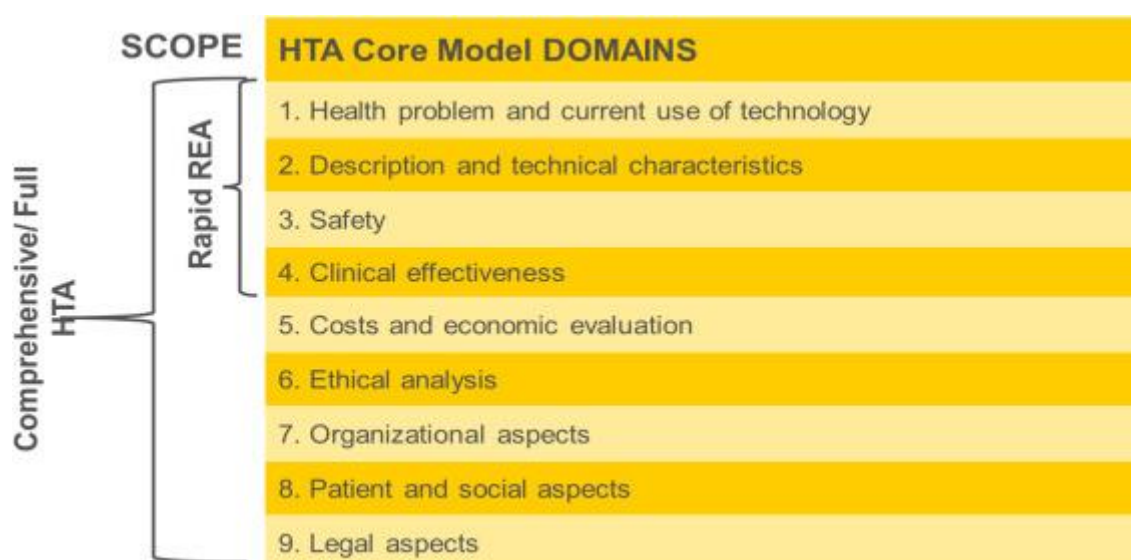 SCOPE
HTA Core Model DOMAINS
Comprehensive/ Full
HTA
Rapid REA
1. Health problem and current use of technology
2. Description and technical characteristics
3. Safety
4. Clinical effectiveness
5. Costs and economic evaluation
6. Ethical analysis
7. Organizational aspects
8. Patient and social aspects
9. Legal aspects